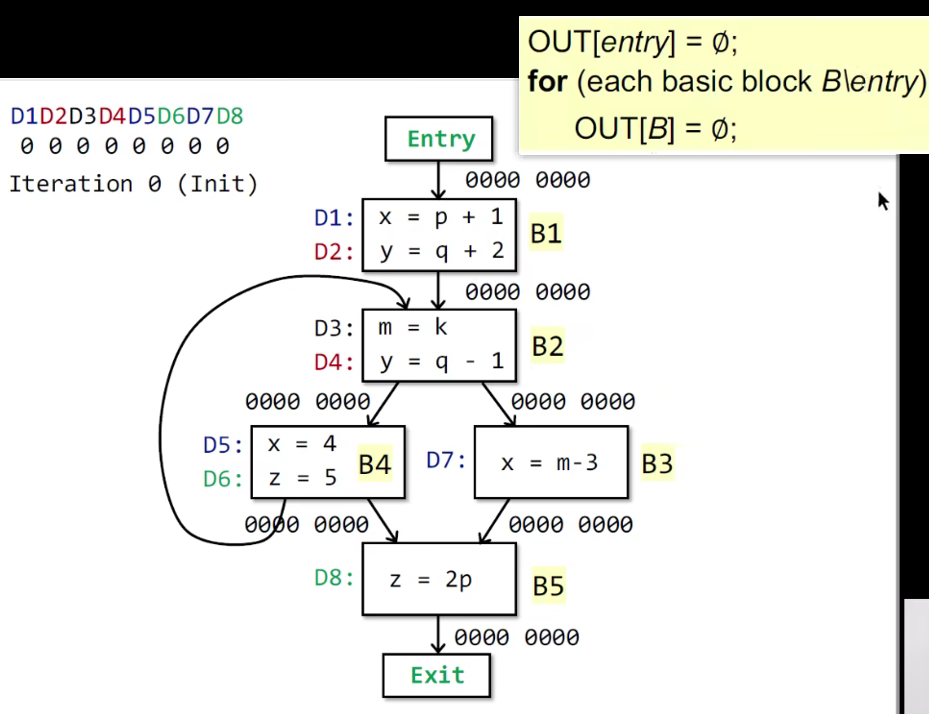 OUT[entry] = ∅;
for (each basic block B\entry)
OUT[B] = ∅;
D1D2D3D4D5D6D7D8
0 0 0 0 0 0 0 0
Iteration 0 (Init)
Entry
0000 0000
D1: x = p + 1
D2: y = q + 2
B1
0000 0000
D3: m = k
D4: y = q - 1
B2
0000 0000
0000 0000
D5: x = 4
D6: z = 5
B4
D7: x = m-3
B3
0000 0000
0000 0000
D8: z = 2p
B5
0000 0000
Exit